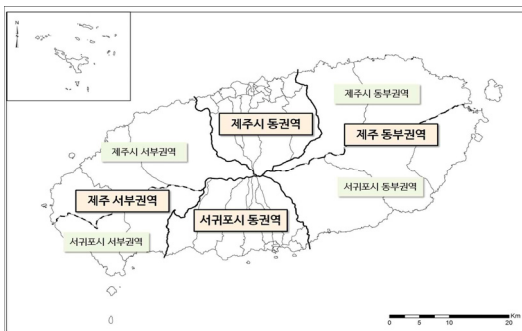 N
제주시 동부권역
제주시 동권역
제주 동부권역
제주시 서부권역
서귀포시 동부권역
제주 서부권역
서귀포시 동권역
서귀포시 서부권역
Km
0 5 10 20